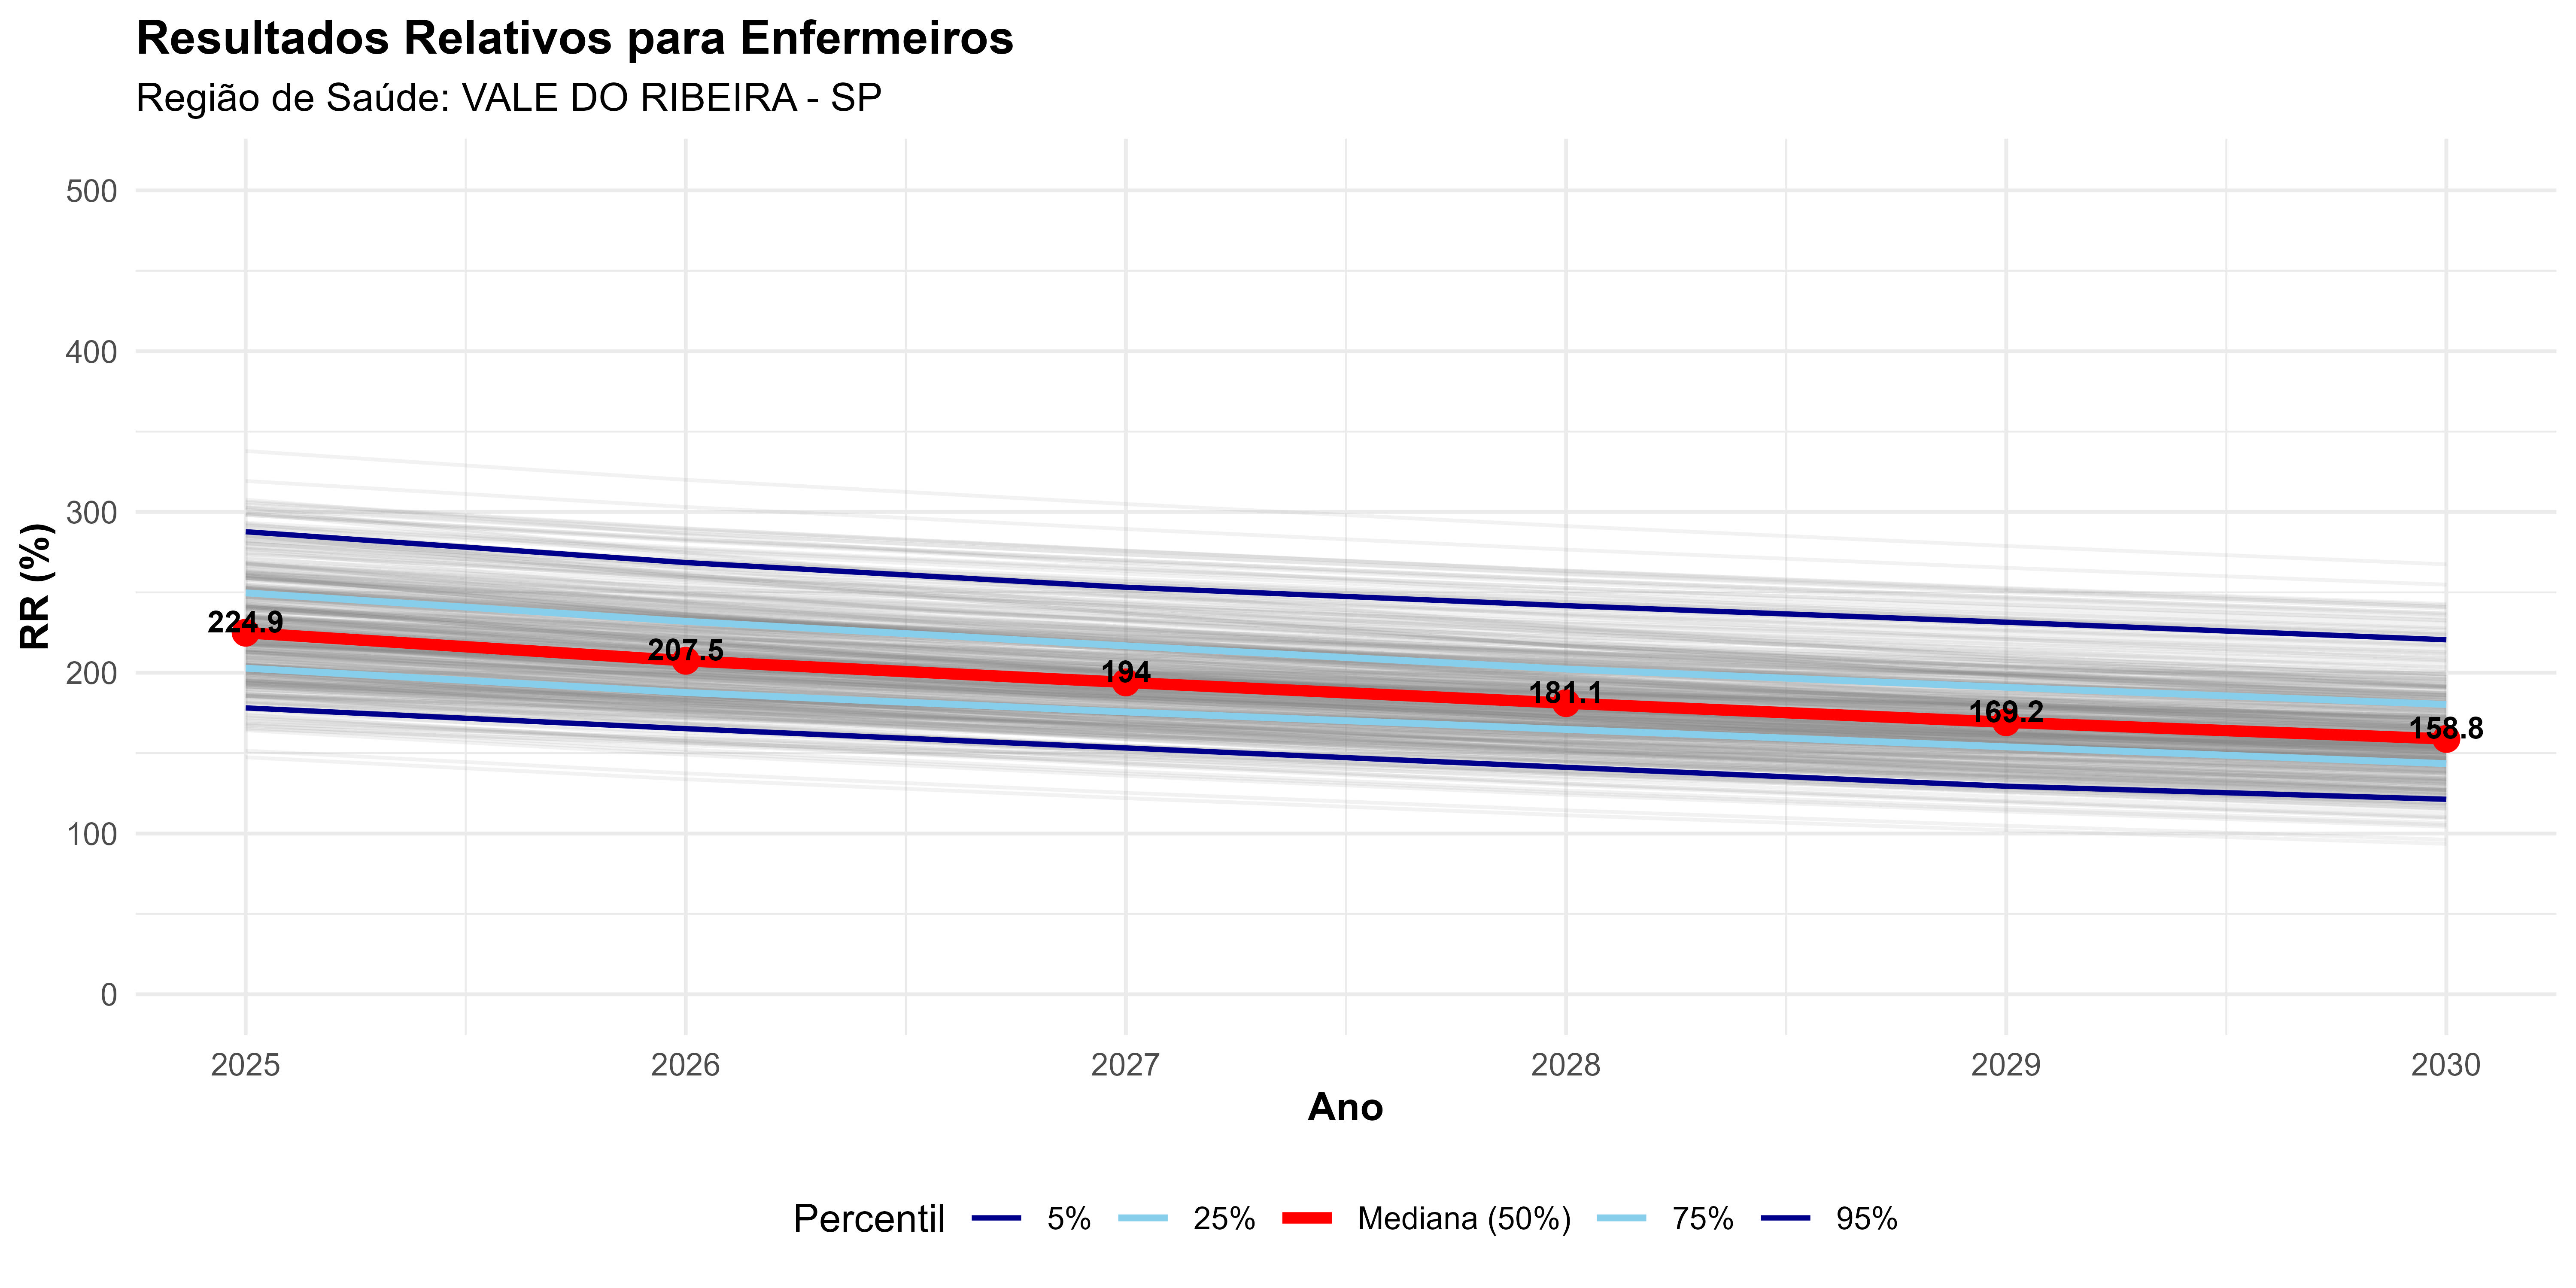 Resultados Relativos para Enfermeiros
Região de Saúde: VALE DO RIBEIRA - SP
RR (%)
500
400
300
200
100
0
224.9
207.5
194
181.1
169.2
158.8
2025 2026 2027 2028 2029 2030
Ano
Percentil 5% 25% Mediana (50%) 75% 95%